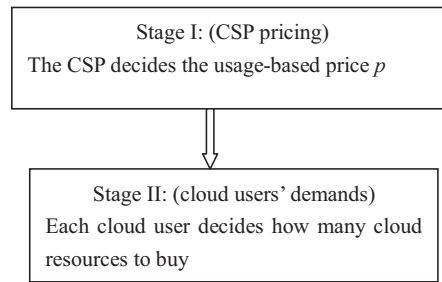 Stage I: (CSP pricing)
The CSP decides the usage-based price p
Stage II: (cloud users’ demands)
Each cloud user decides how many cloud
resources to buy